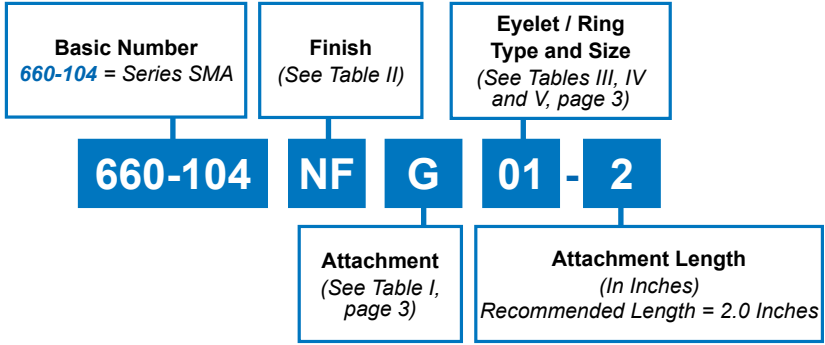 Basic Number
660-104 = Series SMA
Finish
(See Table II)
Eyelet / Ring
Type and Size
(See Tables III, IV
and V, page 3)
660-104 NF G 01 - 2
Attachment
(See Table I,
page 3)
Attachment Length
(In Inches)
Recommended Length = 2.0 Inches